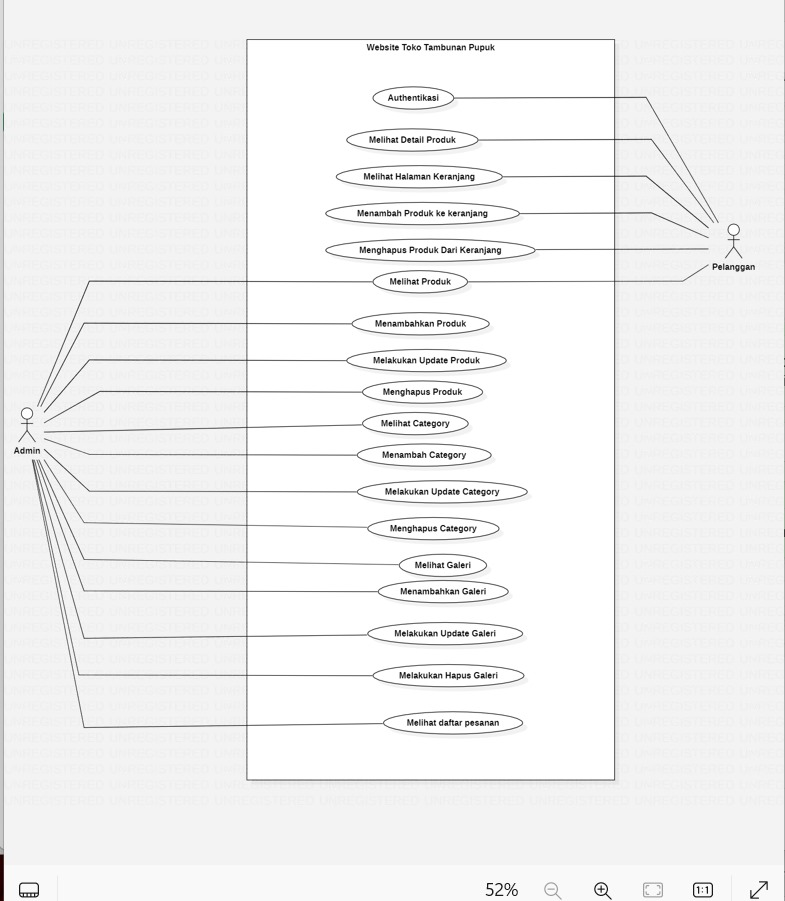 Website Toko Tambunan Pupuk
Authentikasi
Melihat Detail Produk
Melihat Halaman Keranjang
Menambah Produk ke keranjang
Menghapus Produk Dari Keranjang
Pelanggan
Melihat Produk
Menambahkan Produk
Melakukan Update Produk
Menghapus Produk
Melihat Category
Admin
Menambah Category
Melakukan Update Category
Menghapus Category
Melihat Galeri
Menambahkan Galeri
Melakukan Update Galeri
Melakukan Hapus Galeri
Melihat daftar pesanan
52%
1:1